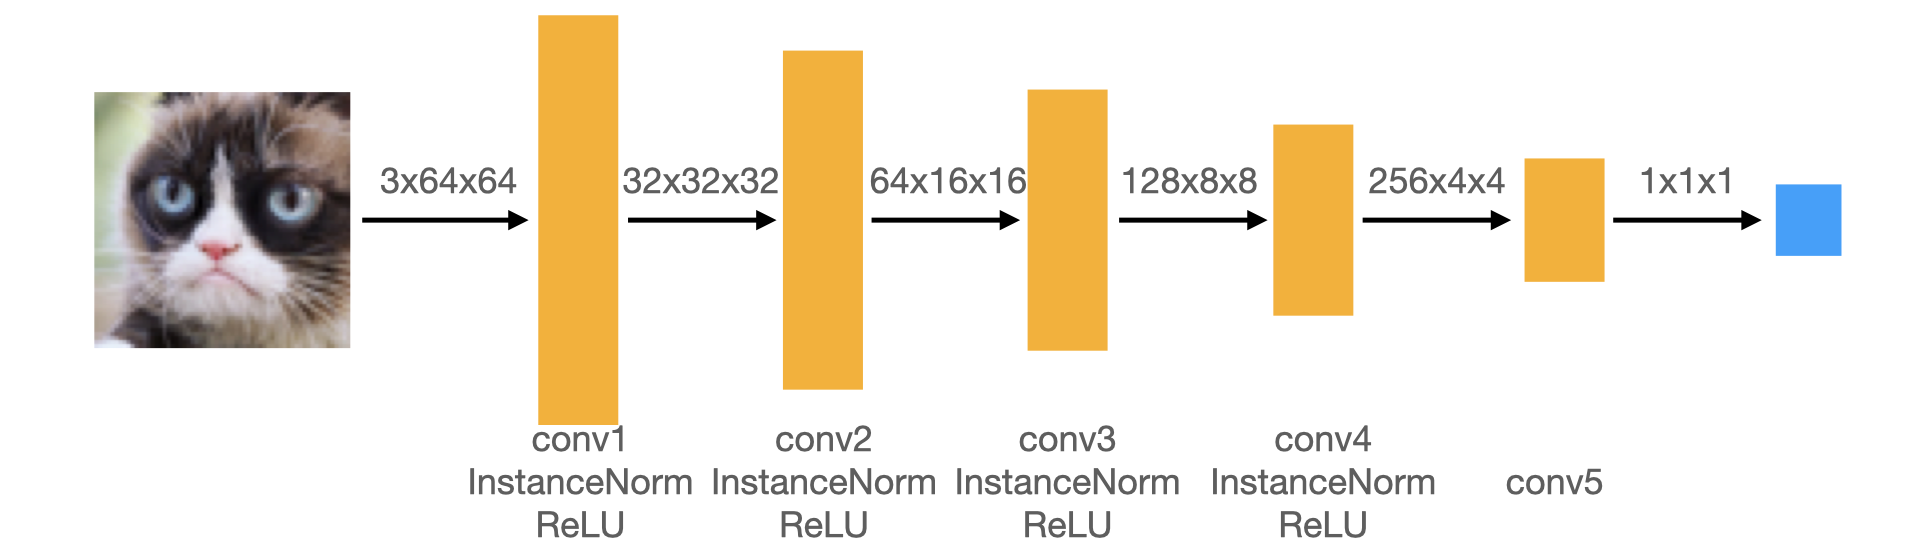 3x64x64
32x32x32
64x16x16
128x8x8
256x4x4
1x1x1
conv1
InstanceNorm
ReLU
conv2
InstanceNorm
ReLU
conv3
InstanceNorm
ReLU
conv4
InstanceNorm
ReLU
conv5